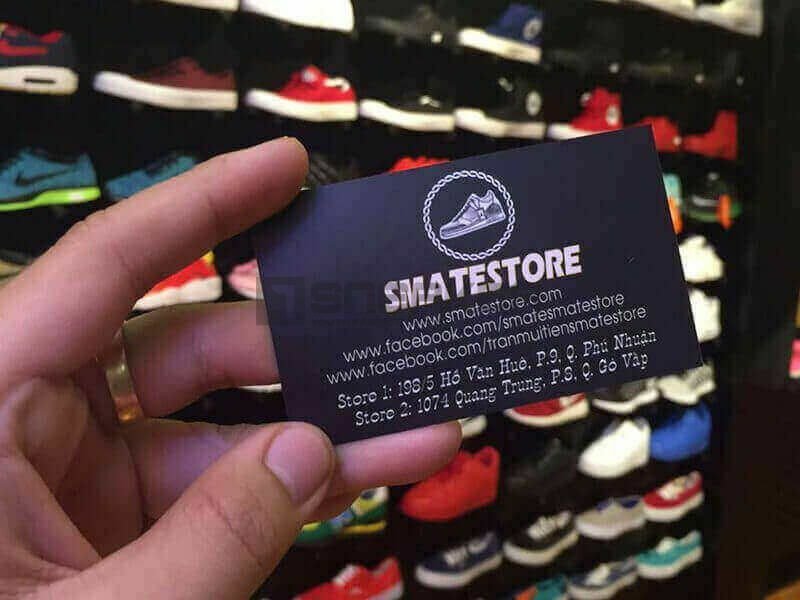 SMATESTORE
www.smatestore.com
www.facebook.com/smatesmatestore
www.facebook.com/tranmuitiensmatestore
Store 1: 198/5 Hồ Văn Huê, P.9, Q. Phú Nhuận
Store 2: 1074 Quang Trung, P.8, Q. Gò Vấp